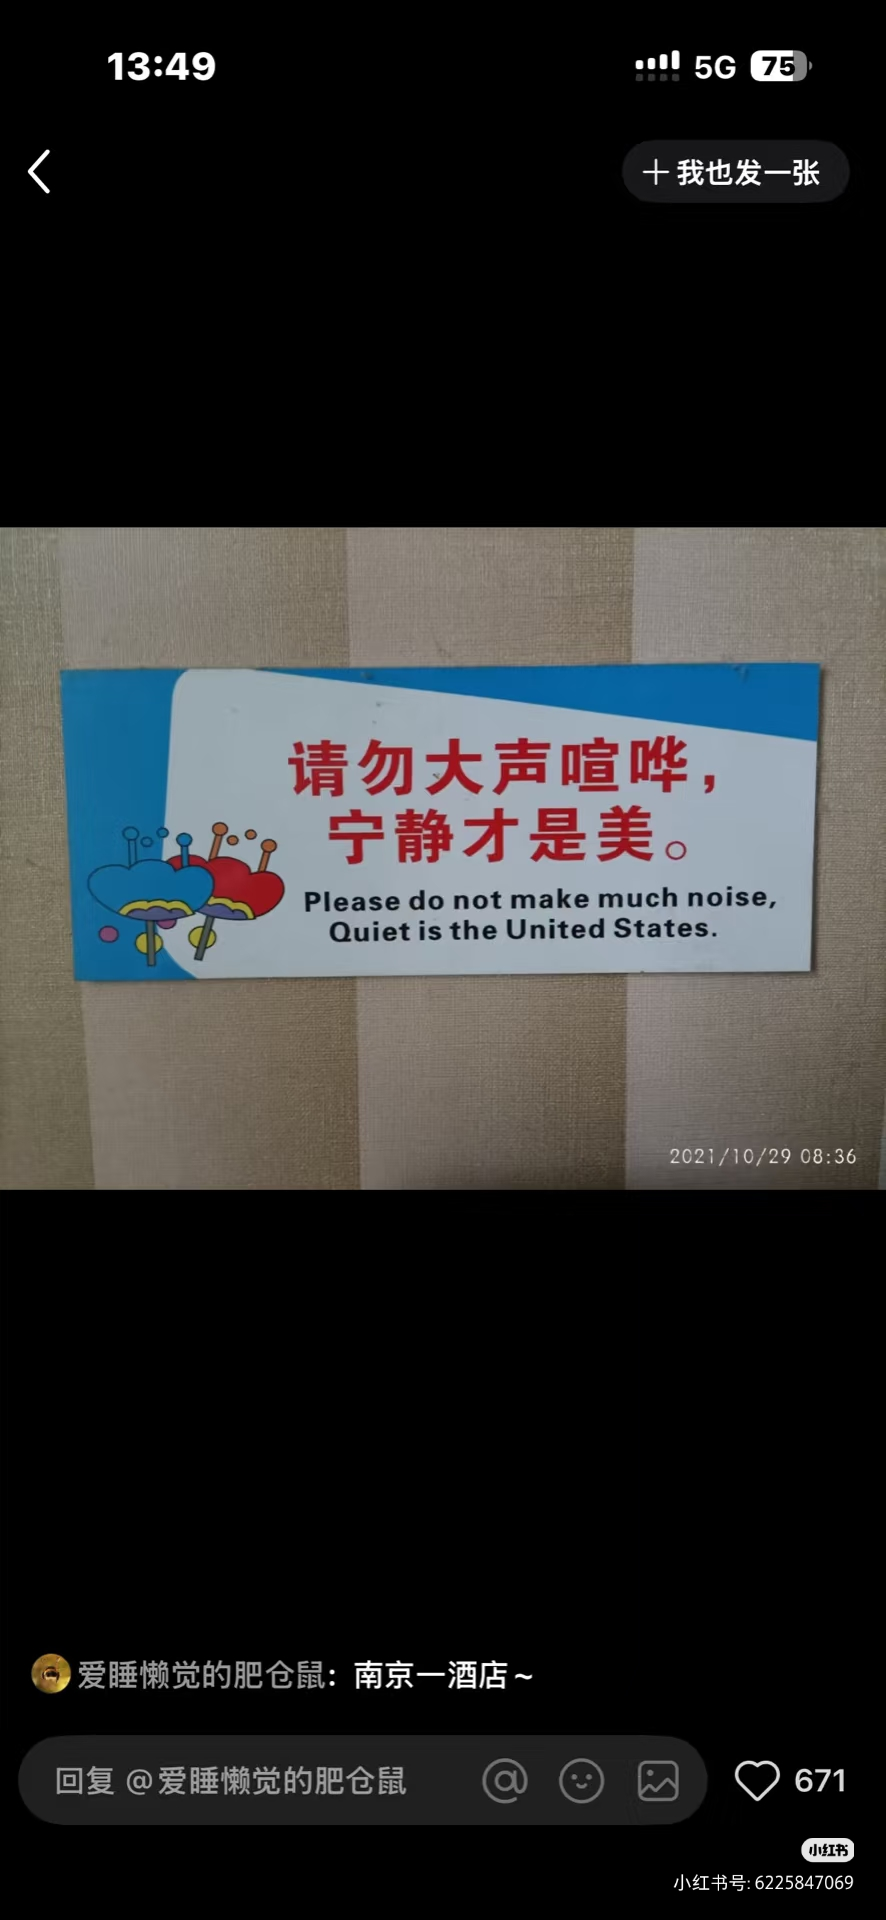 13:49
5G 75
我也发一张
请勿大声喧哗，
宁静才是美。
Please do not make much noise,
Quiet is the United States.
2021/10/29 08:36
爱睡懒觉的肥仓鼠：南京一酒店～
回复 @爱睡懒觉的肥仓鼠
671
小红书
小红书号: 6225847069